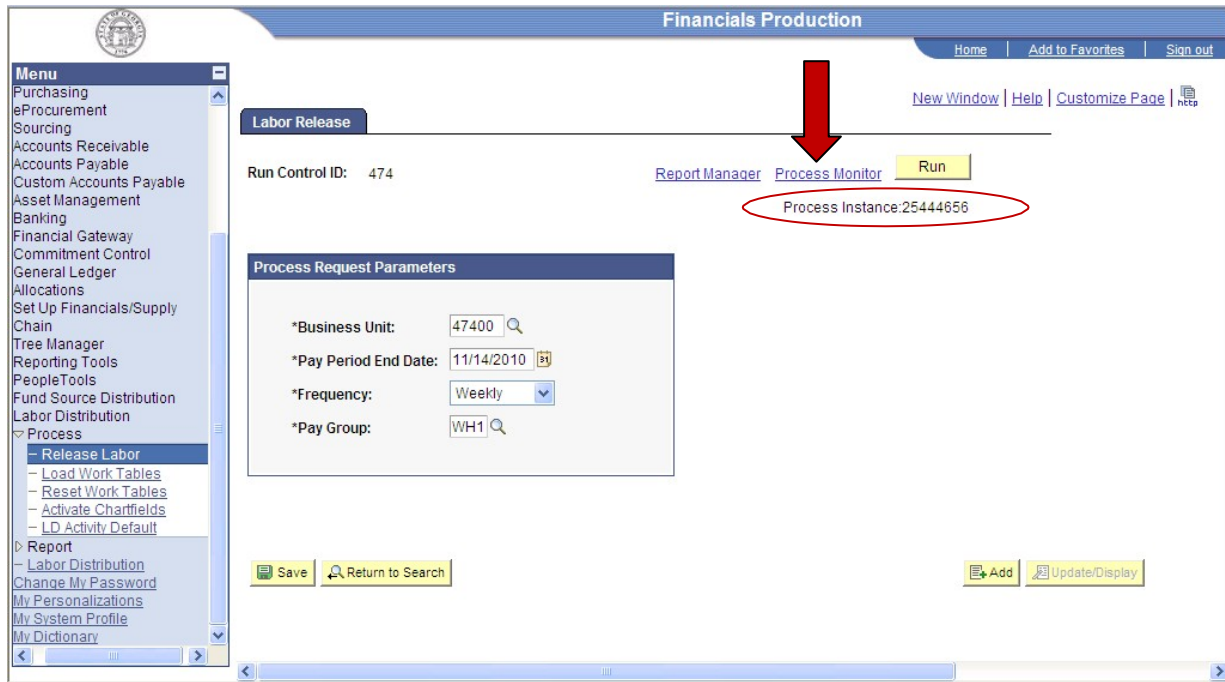 Financials Production
Home | Add to Favorites | Sign out
Menu
Purchasing
eProcurement
Sourcing
Accounts Receivable
Accounts Payable
Custom Accounts Payable
Asset Management
Banking
Financial Gateway
Commitment Control
General Ledger
Allocations
Set Up Financials/Supply
Chain
Tree Manager
Reporting Tools
PeopleTools
Fund Source Distribution
Labor Distribution
Process
– Release Labor
– Load Work Tables
– Reset Work Tables
– Activate Chartfields
– LD Activity Default
Report
– Labor Distribution
Change My Password
My Personalizations
My System Profile
My Dictionary
New Window | Help | Customize Page | http
Labor Release
Run Control ID: 474 Report Manager Process Monitor Run
Process Instance:25444656
Process Request Parameters
*Business Unit: 47400
*Pay Period End Date: 11/14/2010 31
*Frequency: Weekly
*Pay Group: WH1
Save Return to Search Add Update/Display